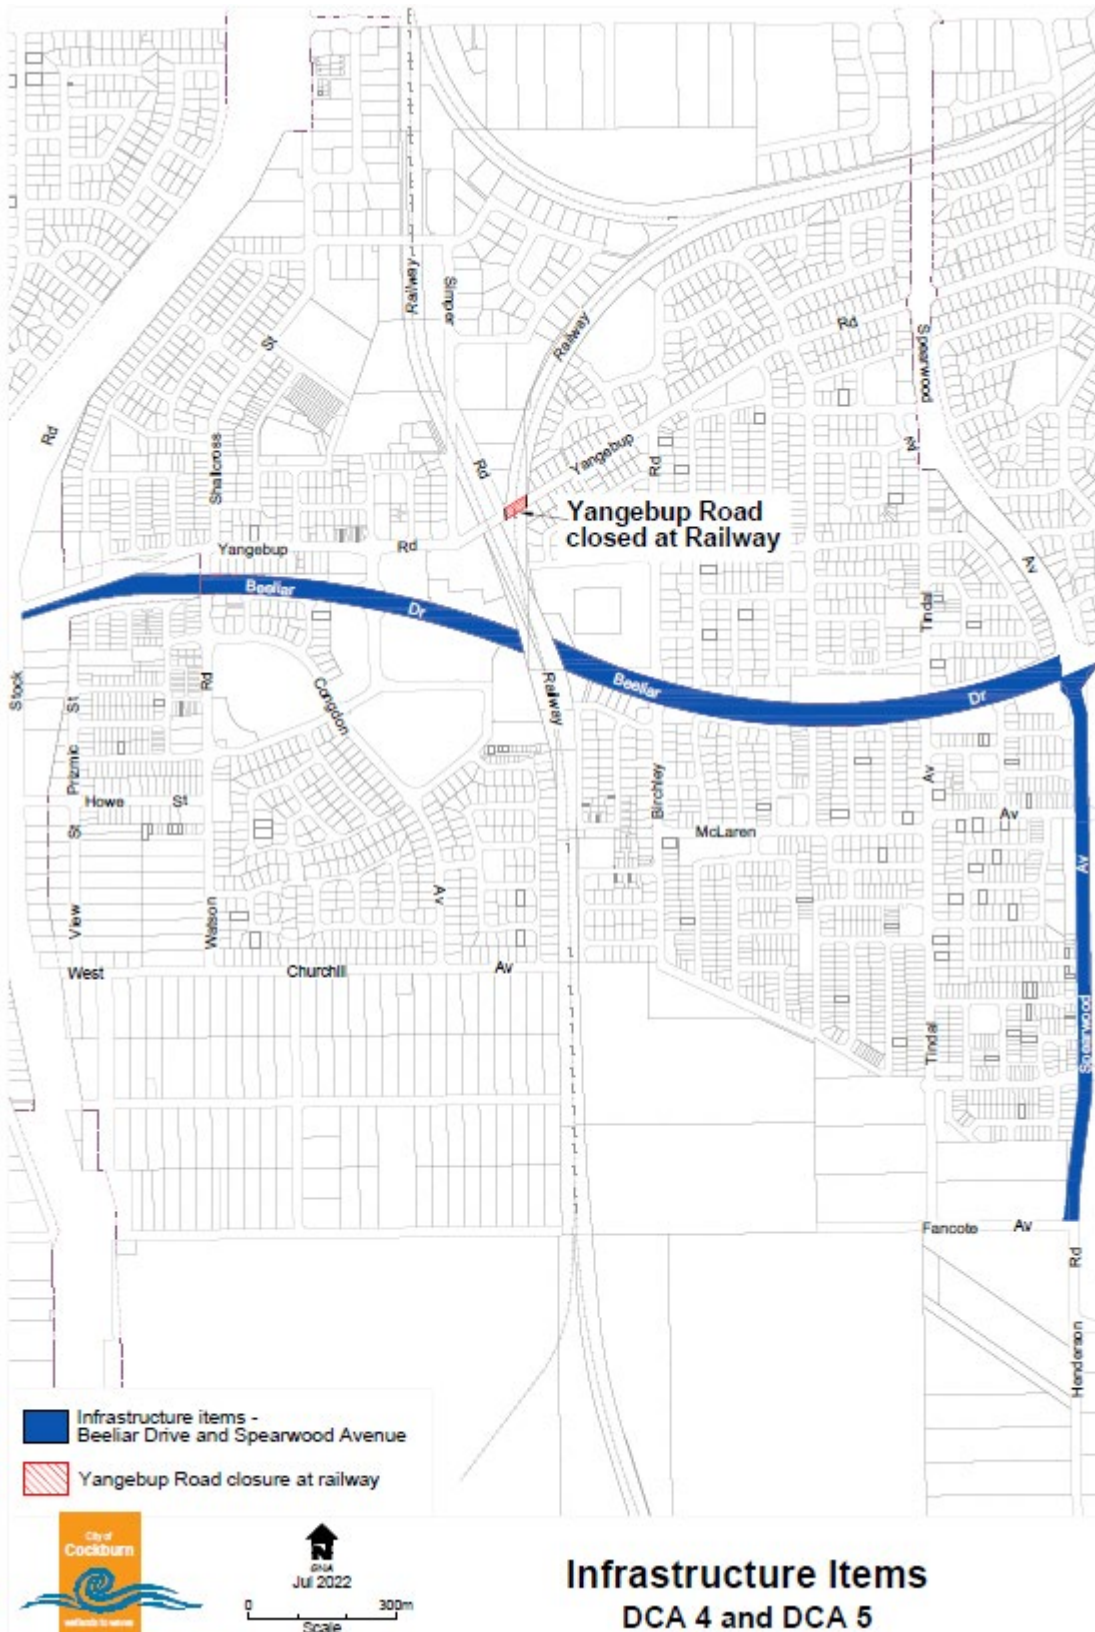 Railway
Simper
St
Railway
Rd
Spearwood
Rd
Shallcross
Rd
Yangebup
Rd
Yangebup Road
closed at Railway
Yangebup
Rd
Av
Beeliar
Dr
Tindal
Stock
St
Rd
Congdon
Railway
Beeliar
Dr
Prizmic
Howe
St
St
Birchley
McLaren
Av
Av
Av
View
Watson
Av
West
Churchill
Av
Tindal
Spearwood
Fancote
Av
Rd
Henderson
Infrastructure items -
Beeliar Drive and Spearwood Avenue
Yangebup Road closure at railway
City of
Cockburn
wetlands to waves
N
Jul 2022
0 300m
Scale
Infrastructure Items
DCA 4 and DCA 5